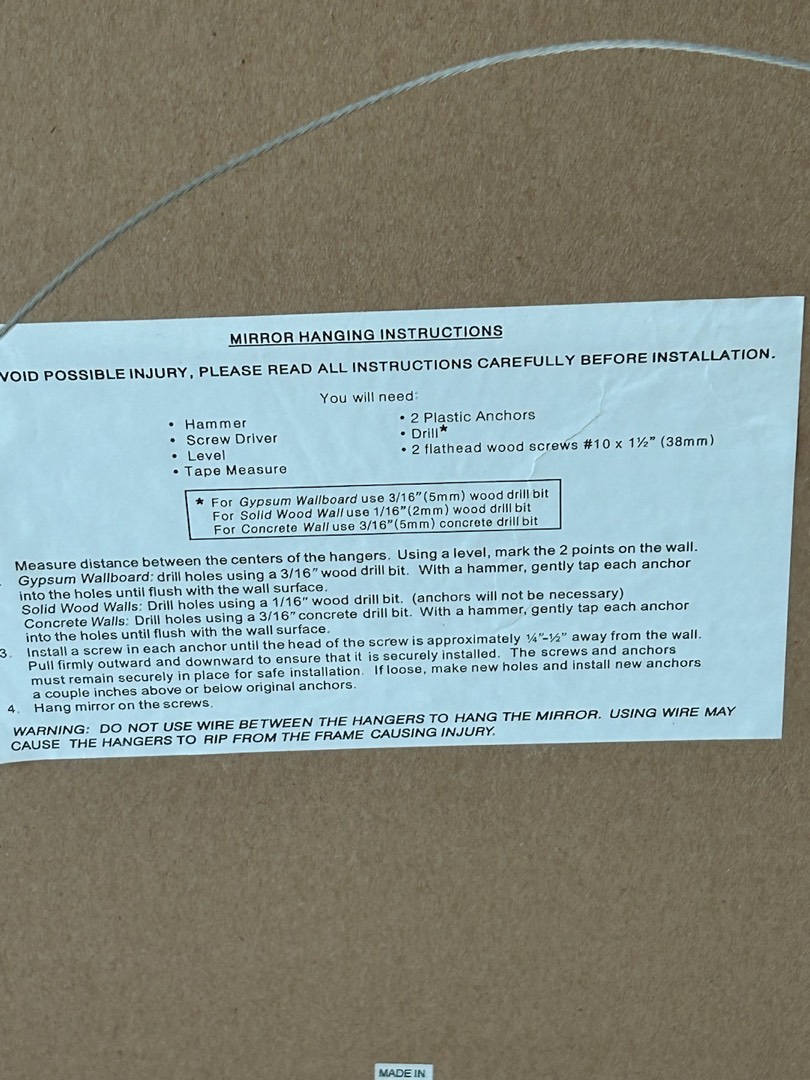 MIRROR HANGING INSTRUCTIONS
VOID POSSIBLE INJURY, PLEASE READ ALL INSTRUCTIONS CAREFULLY BEFORE INSTALLATION.
You will need:
• Hammer
• Screw Driver
• Level
• Tape Measure
• 2 Plastic Anchors
• Drill*
• 2 flathead wood screws #10 x 1½" (38mm)
* For Gypsum Wallboard use 3/16"(5mm) wood drill bit
For Solid Wood Wall use 1/16"(2mm) wood drill bit
For Concrete Wall use 3/16"(5mm) concrete drill bit
Measure distance between the centers of the hangers. Using a level, mark the 2 points on the wall.
Gypsum Wallboard: drill holes using a 3/16" wood drill bit. With a hammer, gently tap each anchor
into the holes until flush with the wall surface.
Solid Wood Walls: Drill holes using a 1/16" wood drill bit. (anchors will not be necessary)
Concrete Walls: Drill holes using a 3/16" concrete drill bit. With a hammer, gently tap each anchor
into the holes until flush with the wall surface.
3. Install a screw in each anchor until the head of the screw is approximately ¼"-½" away from the wall.
Pull firmly outward and downward to ensure that it is securely installed. The screws and anchors
must remain securely in place for safe installation. If loose, make new holes and install new anchors
a couple inches above or below original anchors.
4. Hang mirror on the screws.
WARNING: DO NOT USE WIRE BETWEEN THE HANGERS TO HANG THE MIRROR. USING WIRE MAY
CAUSE THE HANGERS TO RIP FROM THE FRAME CAUSING INJURY.
MADE IN